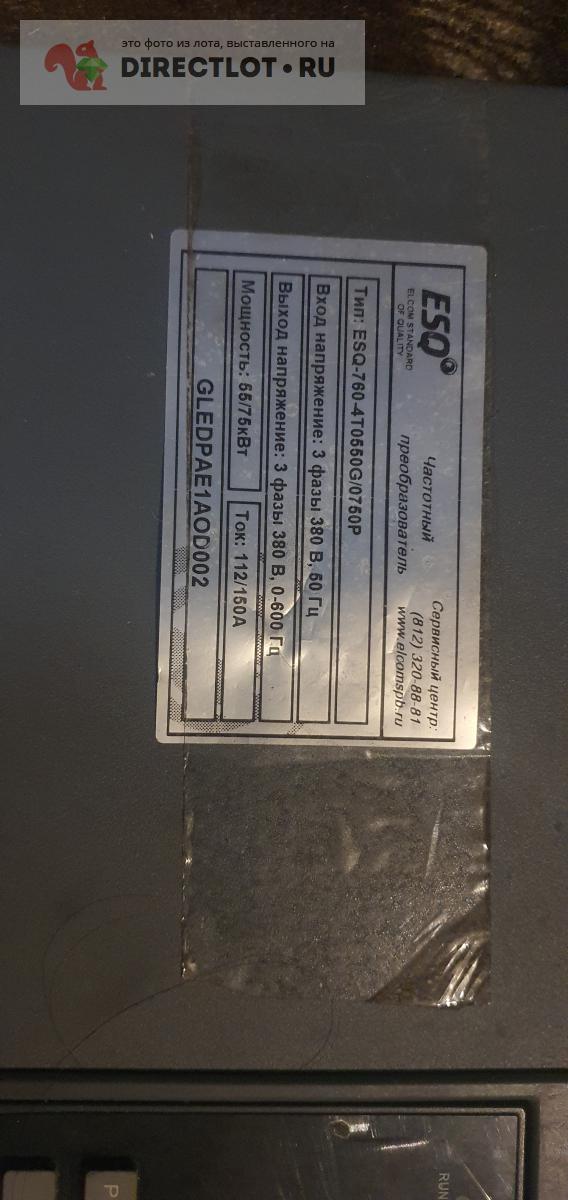 это фото из лота, выставленного на
DIRECTLOT.RU
ESQ
ELCOM STANDARD
OF QUALITY
Частотный
преобразователь
Сервисный центр:
(812) 320-88-81
www.elcomspb.ru
Тип: ESQ-760-4T0550G/0750P
Вход напряжение: 3 фазы 380 В, 50 Гц
Выход напряжение: 3 фазы 380 В, 0-600 Гц
Мощность: 55/75кВт
Ток: 112/150А
GLEDPAE1AOD002
RUN
P